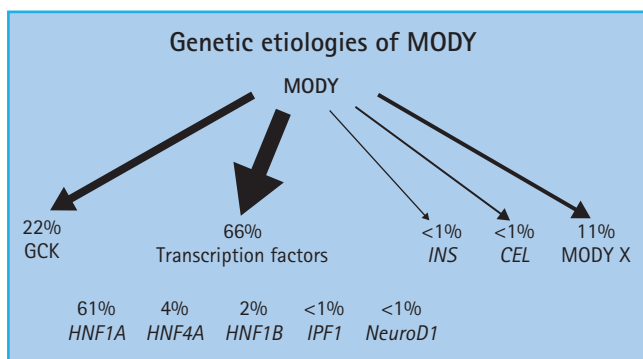 Genetic etiologies of MODY
MODY
22% 66% <1% <1% 11%
GCK Transcription factors INS CEL MODY X
61% 4% 2% <1% <1%
HNF1A HNF4A HNF1B IPF1 NeuroD1